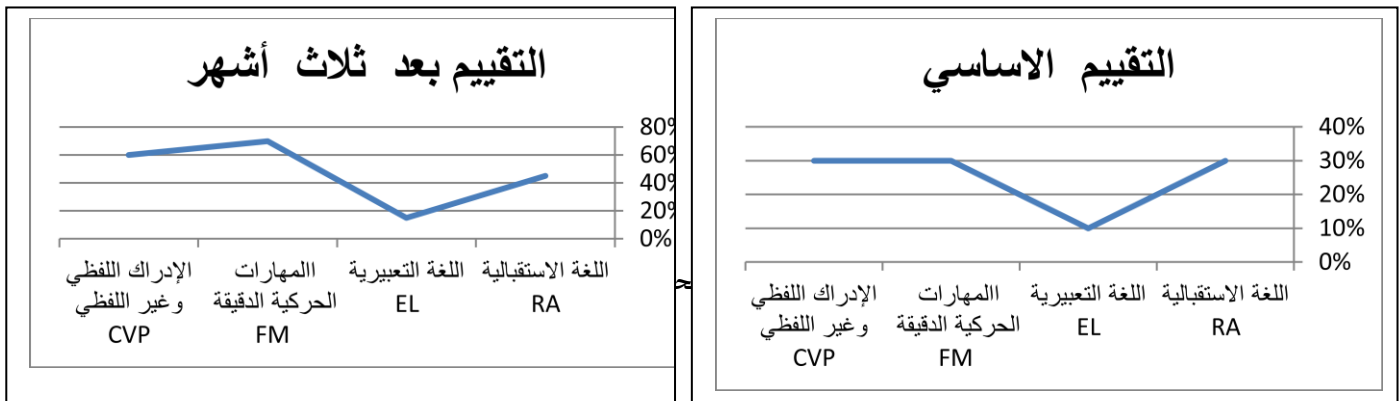 التقييم الاساسي
40%
30%
20%
10%
0%
اللغة الاستقبالية
RA
اللغة التعبيرية
EL
االمهارات
الحركية الدقيقة
FM
الإدراك اللفظي
وغير اللفظي
CVP
التقييم بعد ثلاث أشهر
80%
60%
40%
20%
0%
اللغة الاستقبالية
RA
اللغة التعبيرية
EL
االمهارات
الحركية الدقيقة
FM
الإدراك اللفظي
وغير اللفظي
CVP